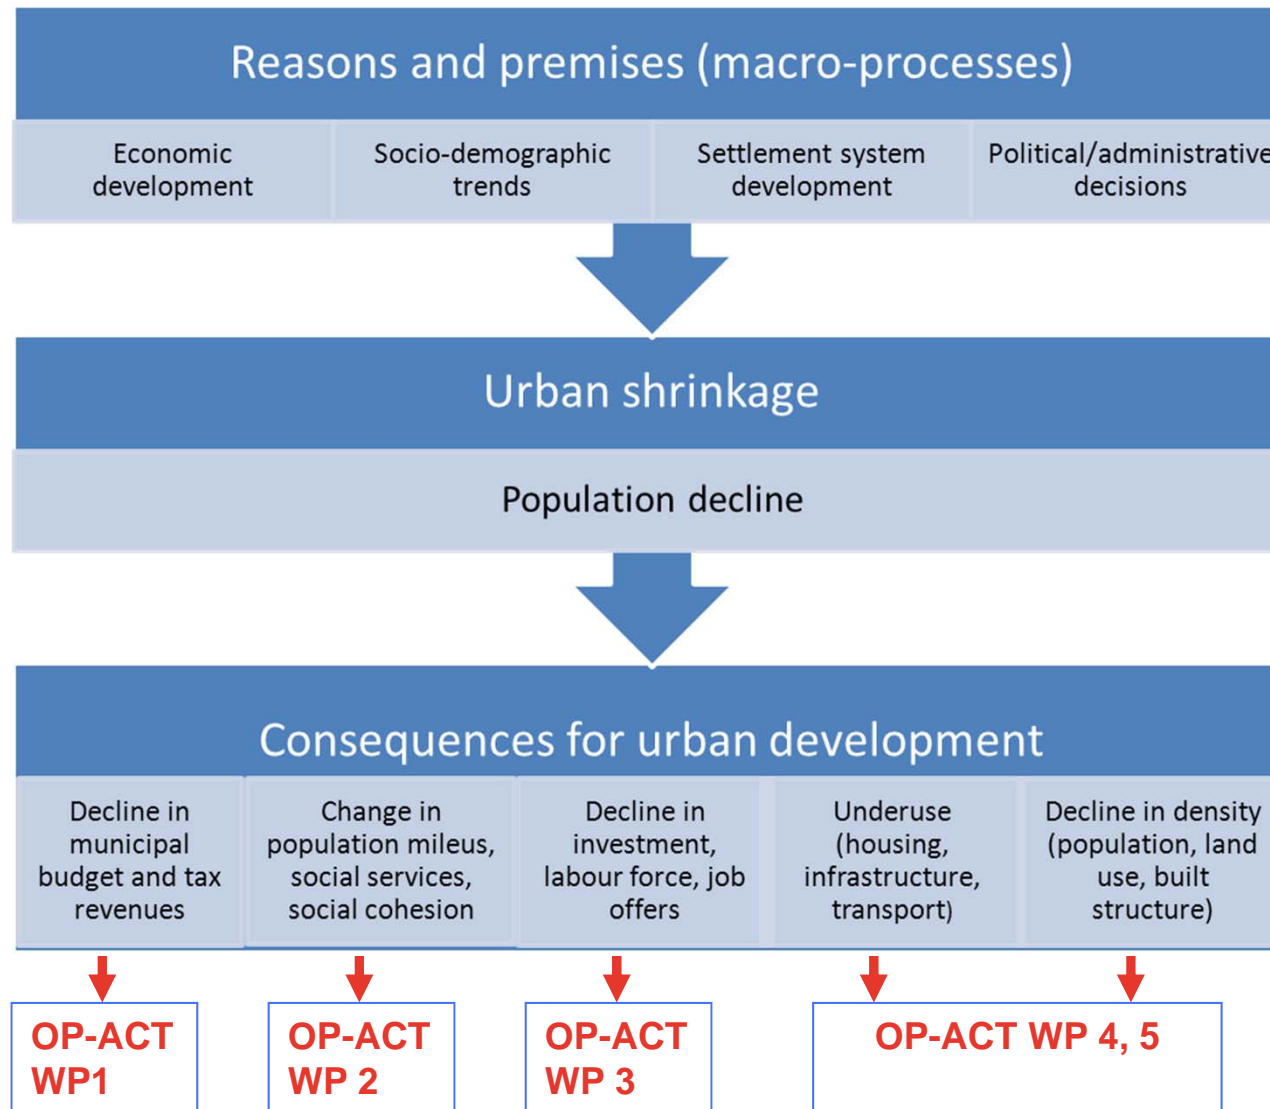 Reasons and premises (macro-processes)
Economic
development
Socio-demographic
trends
Settlement system
development
Political/administrative
decisions
Urban shrinkage
Population decline
Consequences for urban development
Decline in
municipal
budget and tax
revenues
Change in
population mileus,
social services,
social cohesion
Decline in
investment,
labour force, job
offers
Underuse
(housing,
infrastructure,
transport)
Decline in density
(population, land
use, built
structure)
OP-ACT
WP1
OP-ACT
WP 2
OP-ACT
WP 3
OP-ACT WP 4, 5